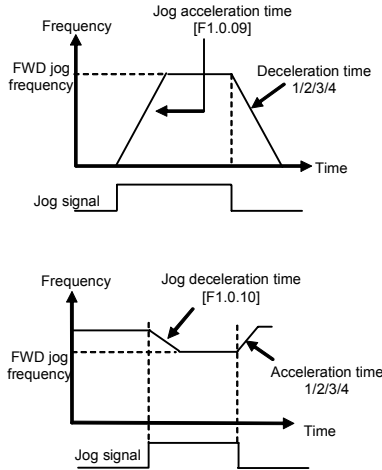 Jog acceleration time
[F1.0.09]
Frequency
FWD jog
frequency
Deceleration time
1/2/3/4
Time
Jog signal
Frequency
Jog deceleration time
[F1.0.10]
FWD jog
frequency
Acceleration time
1/2/3/4
Time
Jog signal